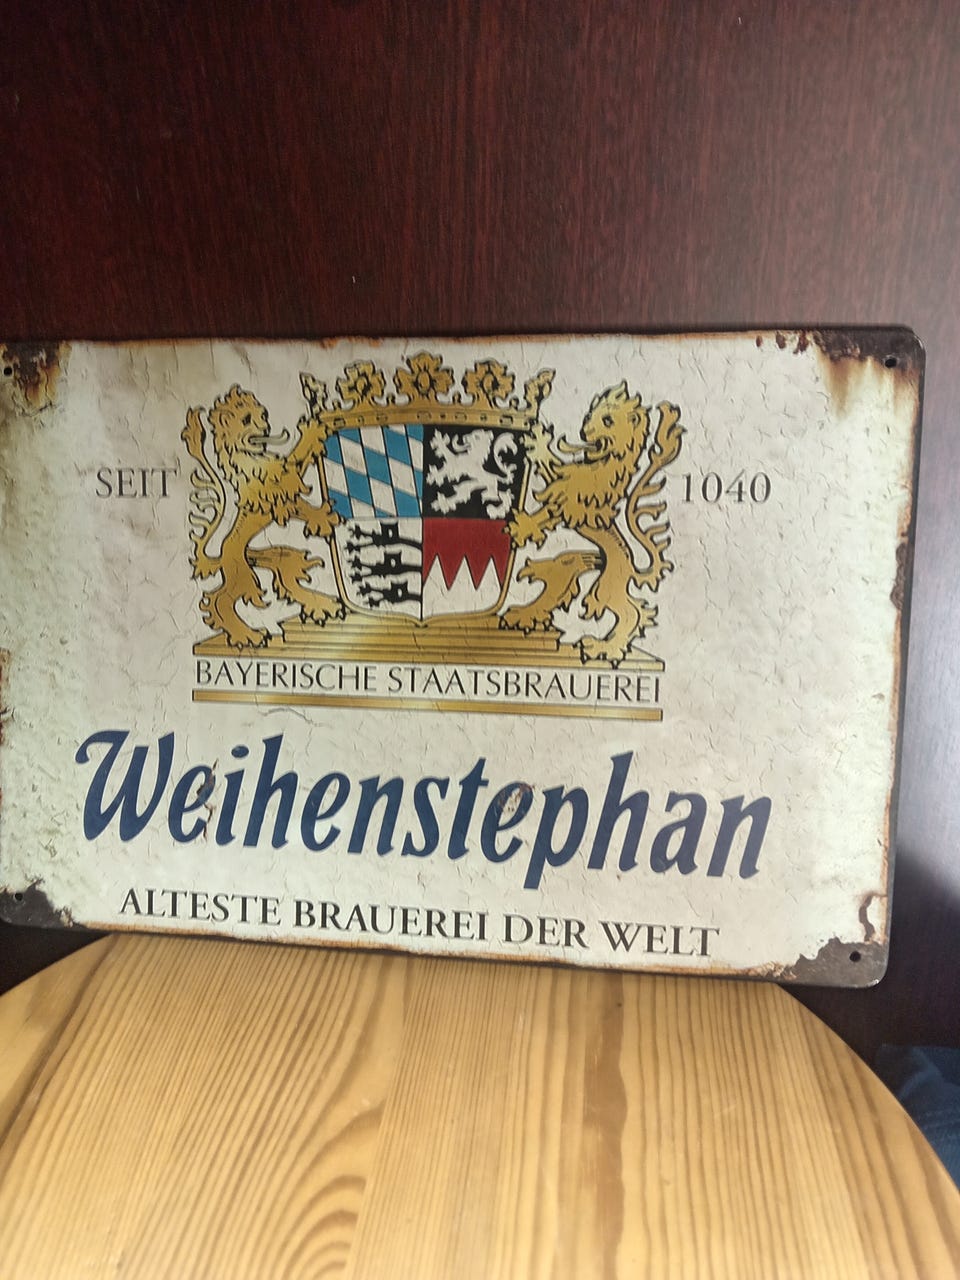 SEIT 1040
BAYERISCHE STAATSBRAUEREI
Weihenstephan
ALTESTE BRAUEREI DER WELT